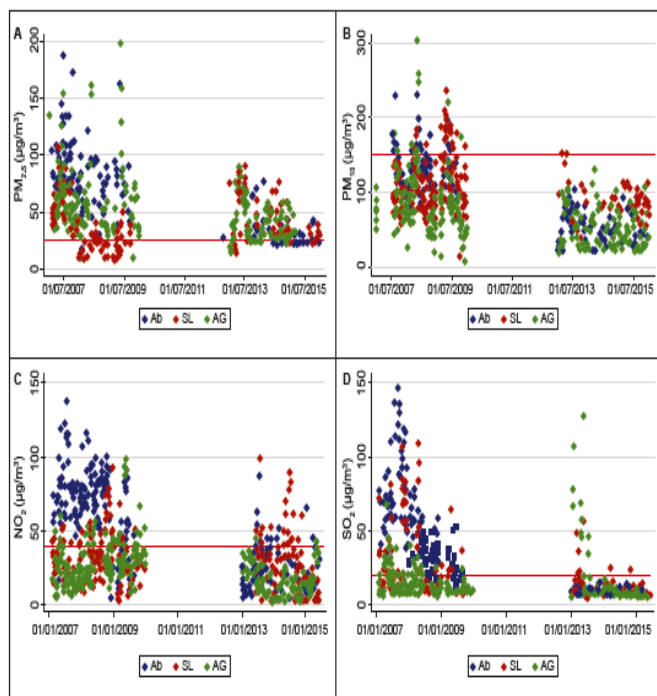 A
PM2.5 (µg/m³)
200
150
100
50
0
01/07/2007 01/07/2009 01/07/2011 01/07/2013 01/07/2015
Ab SL AG
B
PM10 (µg/m³)
300
200
100
0
01/07/2007 01/07/2009 01/07/2011 01/07/2013 01/07/2015
Ab SL AG
C
NO2 (µg/m³)
150
100
50
0
01/01/2007 01/01/2009 01/01/2011 01/01/2013 01/01/2015
Ab SL AG
D
SO2 (µg/m³)
150
100
50
0
01/01/2007 01/01/2009 01/01/2011 01/01/2013 01/01/2015
Ab SL AG